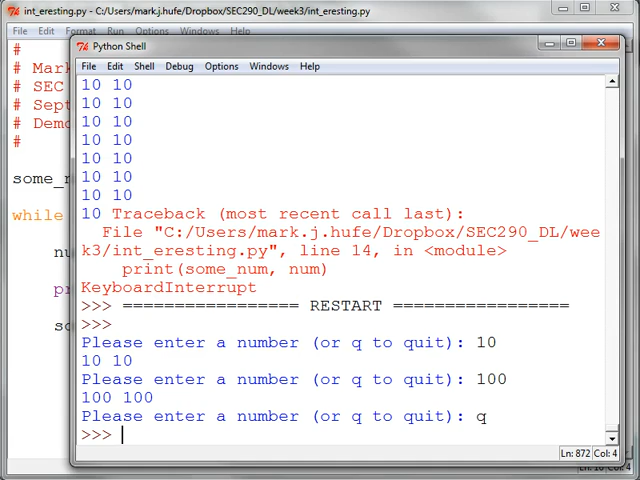 int_eresting.py - C:/Users/mark.j.hufe/Dropbox/SEC290_DL/week3/int_eresting.py
File Edit Format Run Options Windows Help
#
# Mar
# SEC
# Sept
# Demo
#
some_n
while
nu
pr
so
Python Shell
File Edit Shell Debug Options Windows Help
10 10
10 10
10 10
10 10
10 10
10 10
10 10
10 Traceback (most recent call last):
File "C:/Users/mark.j.hufe/Dropbox/SEC290_DL/wee
k3/int_eresting.py", line 14, in <module>
print(some_num, num)
KeyboardInterrupt
>>> ================ RESTART ================
>>>
Please enter a number (or q to quit): 10
10 10
Please enter a number (or q to quit): 100
100 100
Please enter a number (or q to quit): q
>>>
Ln: 872 Col: 4